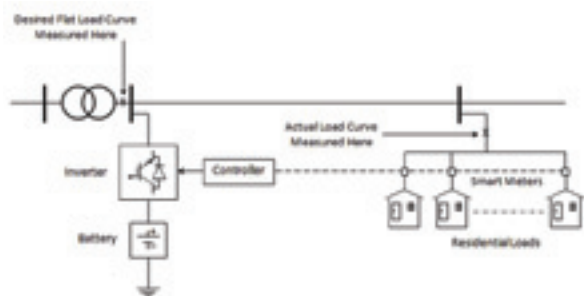 Desired Flat Load Curve
Measured Here
Actual Load Curve
Measured Here
Inverter
Controller
Smart Meters
Battery
Residential Loads